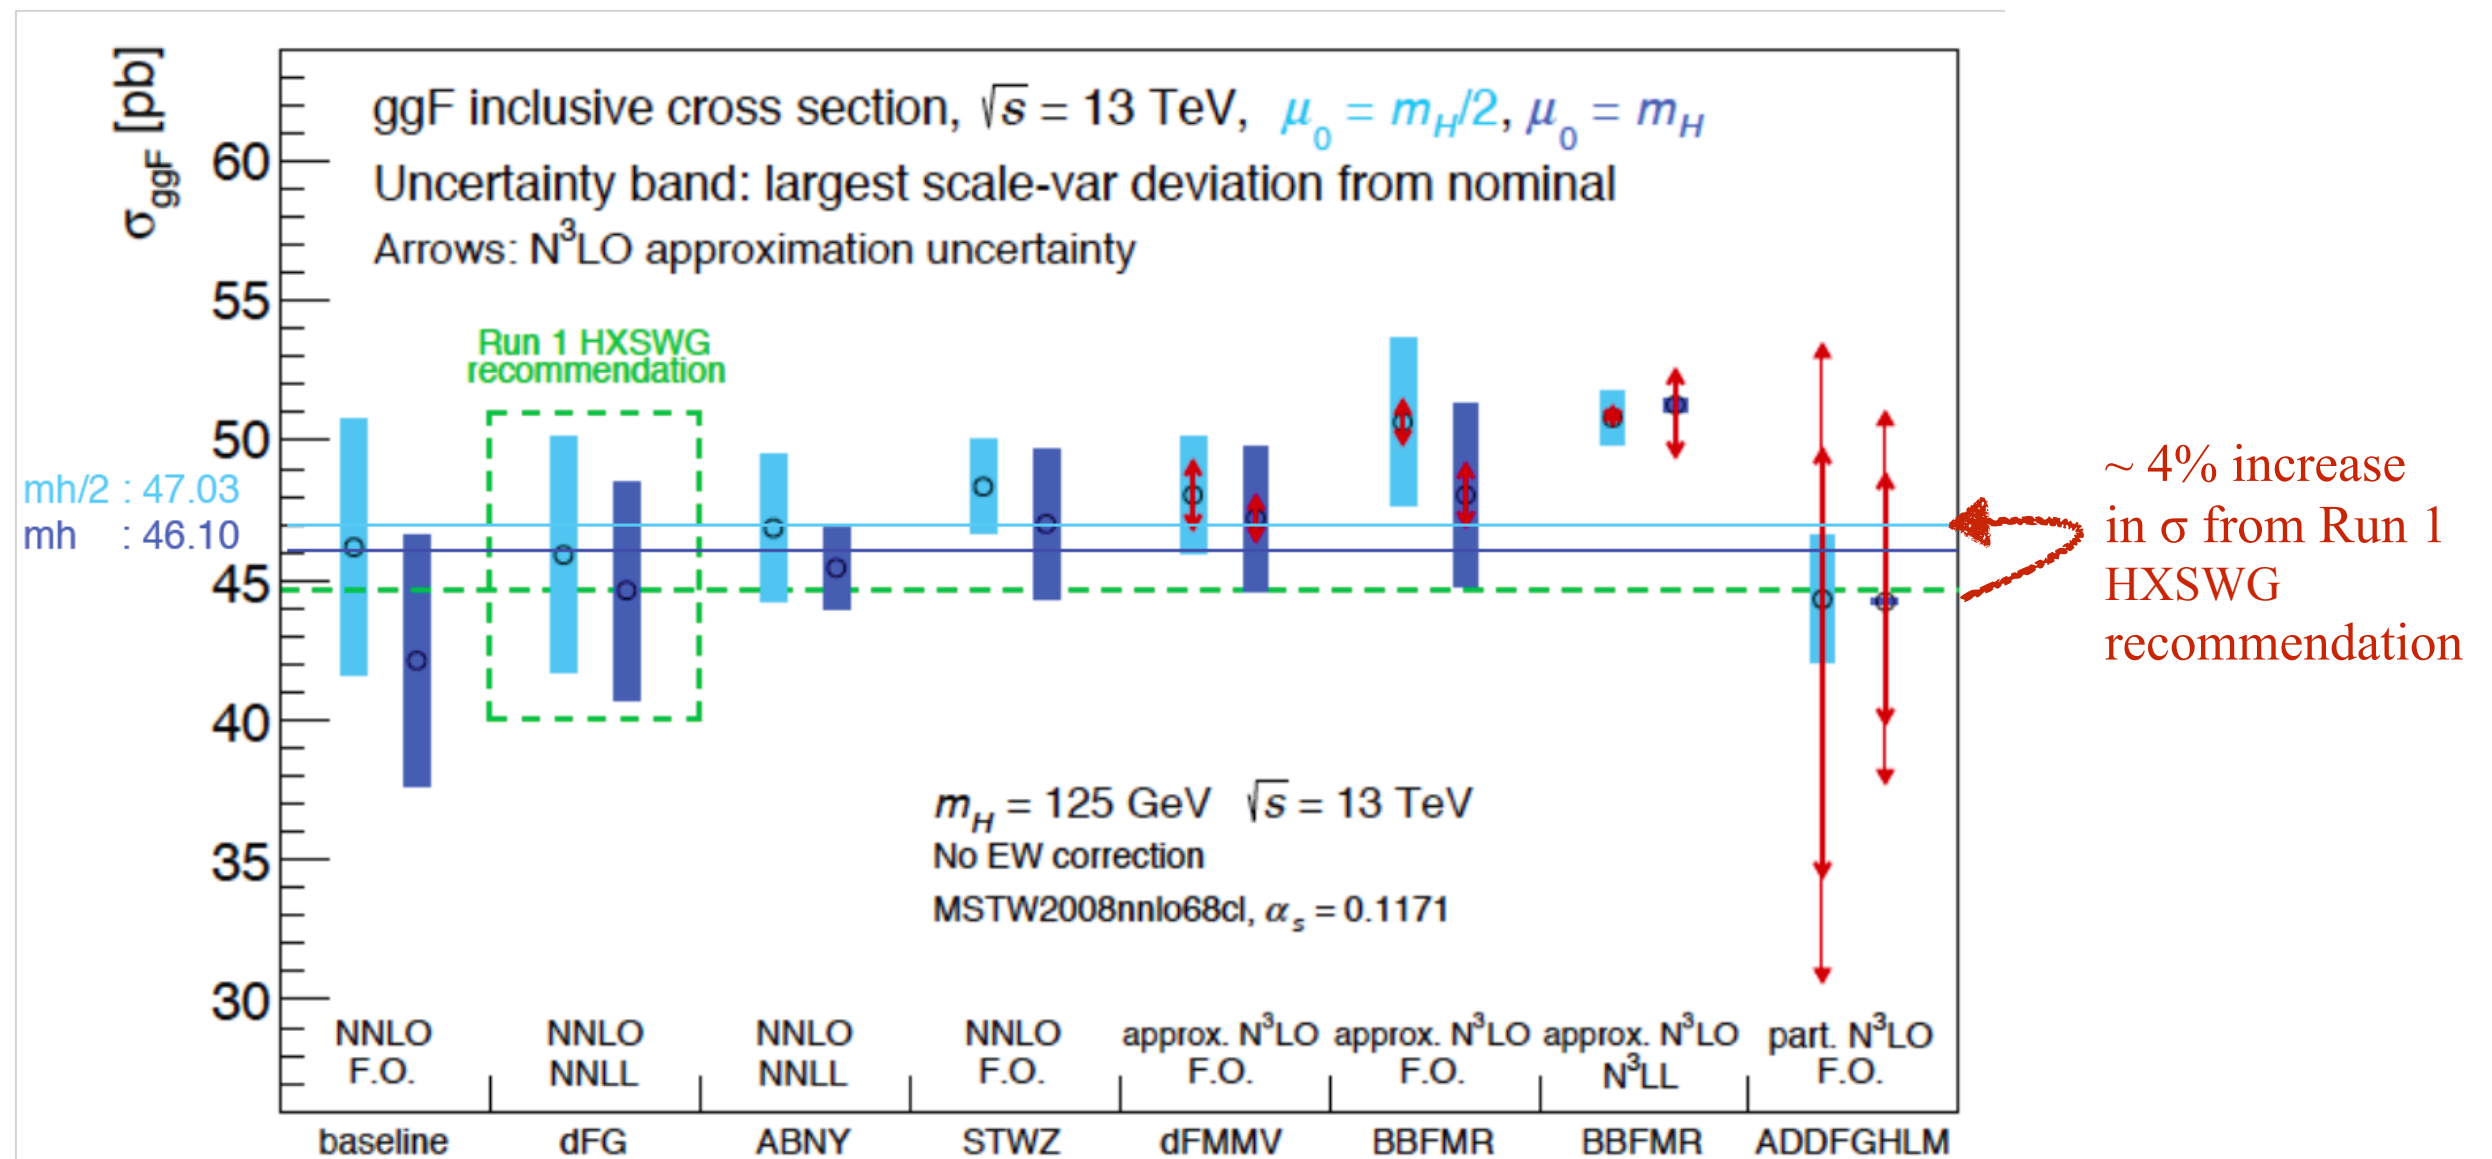 σggF [pb]
ggF inclusive cross section, √s = 13 TeV, μ0 = mH/2, μ0 = mH
Uncertainty band: largest scale-var deviation from nominal
Arrows: N³LO approximation uncertainty
60
55
50
45
40
35
30
Run 1 HXSWG
recommendation
mh/2 : 47.03
mh : 46.10
~ 4% increase
in σ from Run 1
HXSWG
recommendation
mH = 125 GeV √s = 13 TeV
No EW correction
MSTW2008nnlo68cl, αs = 0.1171
NNLO NNLO NNLO NNLO approx. N³LO approx. N³LO approx. N³LO part. N³LO
F.O. NNLL NNLL F.O. F.O. F.O. N³LL F.O.
baseline dFG ABNY STWZ dFMMV BBFMR BBFMR ADDFGHLM